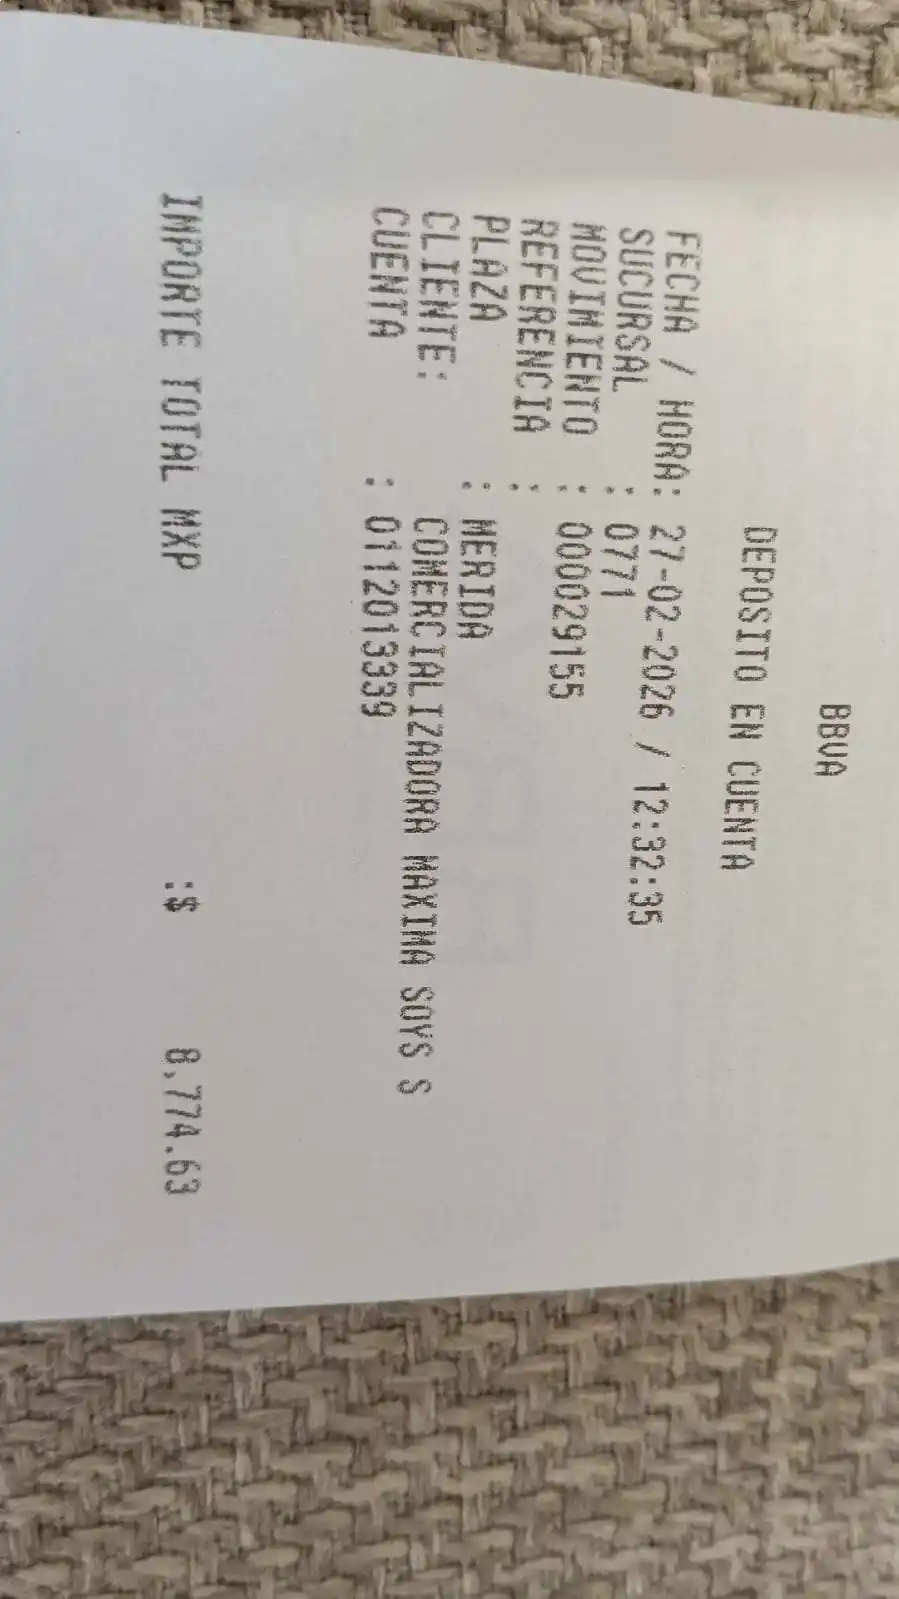 BBVA
DEPOSITO EN CUENTA
FECHA / HORA: 27-02-2026 / 12:32:35
SUCURSAL : 0771
MOVIMIENTO : 000029155
REFERENCIA :
PLAZA : MERIDA
CLIENTE: COMERCIALIZADORA MAXIMA SOYS S
CUENTA : 0112013339
IMPORTE TOTAL MXP :$ 8,774.63